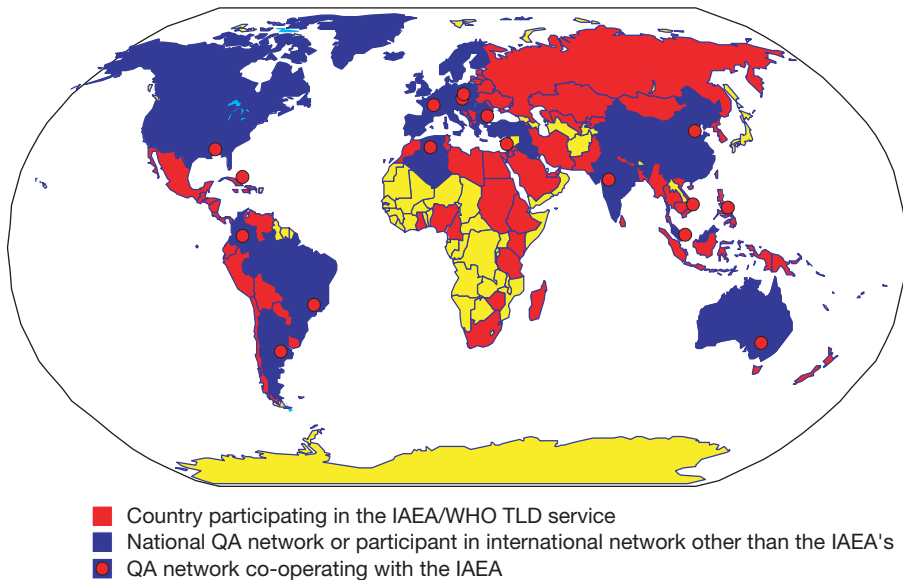 Country participating in the IAEA/WHO TLD service
National QA network or participant in international network other than the IAEA's
QA network co-operating with the IAEA